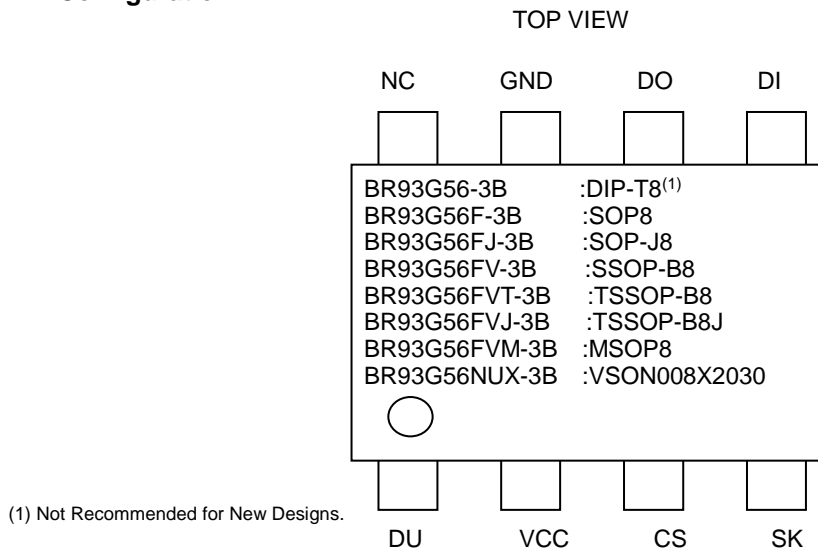 TOP VIEW
NC GND DO DI
BR93G56-3B :DIP-T8(1)
BR93G56F-3B :SOP8
BR93G56FJ-3B :SOP-J8
BR93G56FV-3B :SSOP-B8
BR93G56FVT-3B :TSSOP-B8
BR93G56FVJ-3B :TSSOP-B8J
BR93G56FVM-3B :MSOP8
BR93G56NUX-3B :VSON008X2030
(1) Not Recommended for New Designs.
DU VCC CS SK